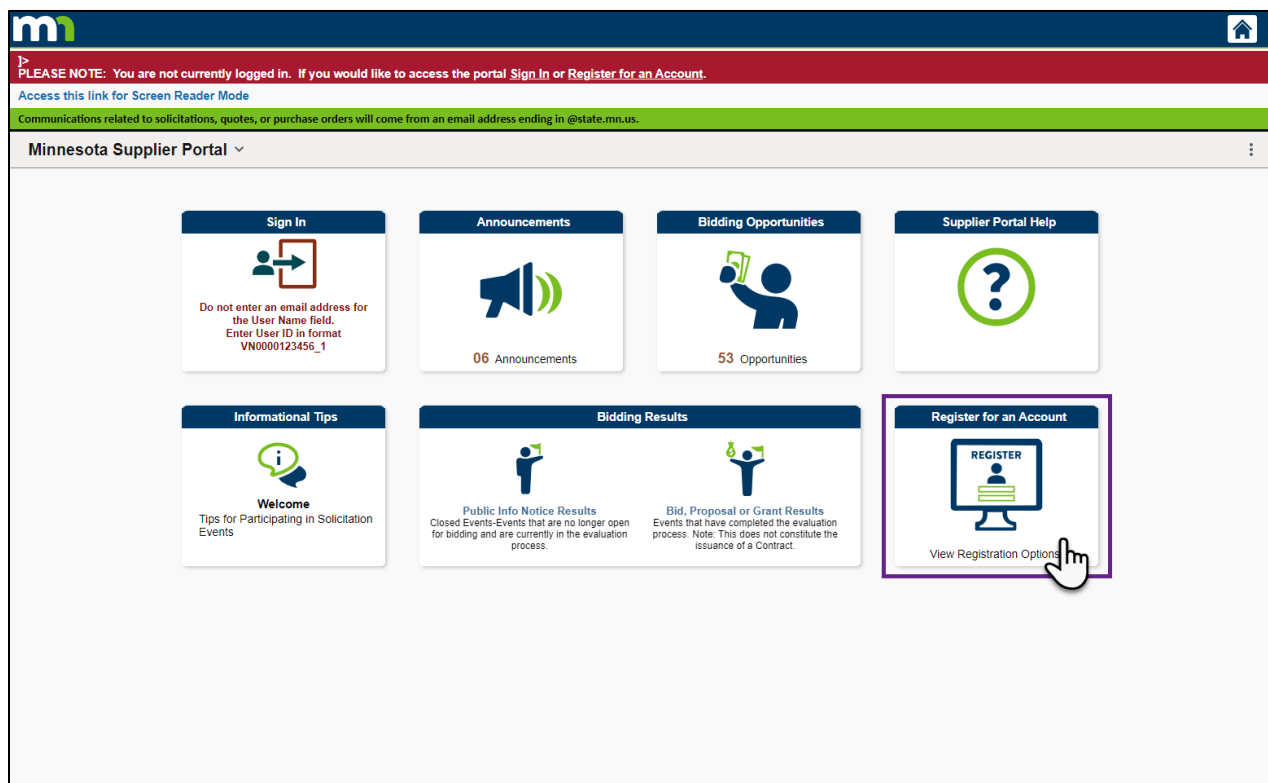 mn
]>
PLEASE NOTE: You are not currently logged in. If you would like to access the portal Sign In or Register for an Account.
Access this link for Screen Reader Mode
Communications related to solicitations, quotes, or purchase orders will come from an email address ending in @state.mn.us.
Minnesota Supplier Portal
Sign In
Do not enter an email address for
the User Name field.
Enter User ID in format
VN0000123456_1
Announcements
06 Announcements
Bidding Opportunities
53 Opportunities
Supplier Portal Help
?
Informational Tips
i
Welcome
Tips for Participating in Solicitation
Events
Bidding Results
Public Info Notice Results
Closed Events-Events that are no longer open
for bidding and are currently in the evaluation
process.
$
Bid, Proposal or Grant Results
Events that have completed the evaluation
process. Note: This does not constitute the
issuance of a Contract.
Register for an Account
REGISTER
View Registration Options